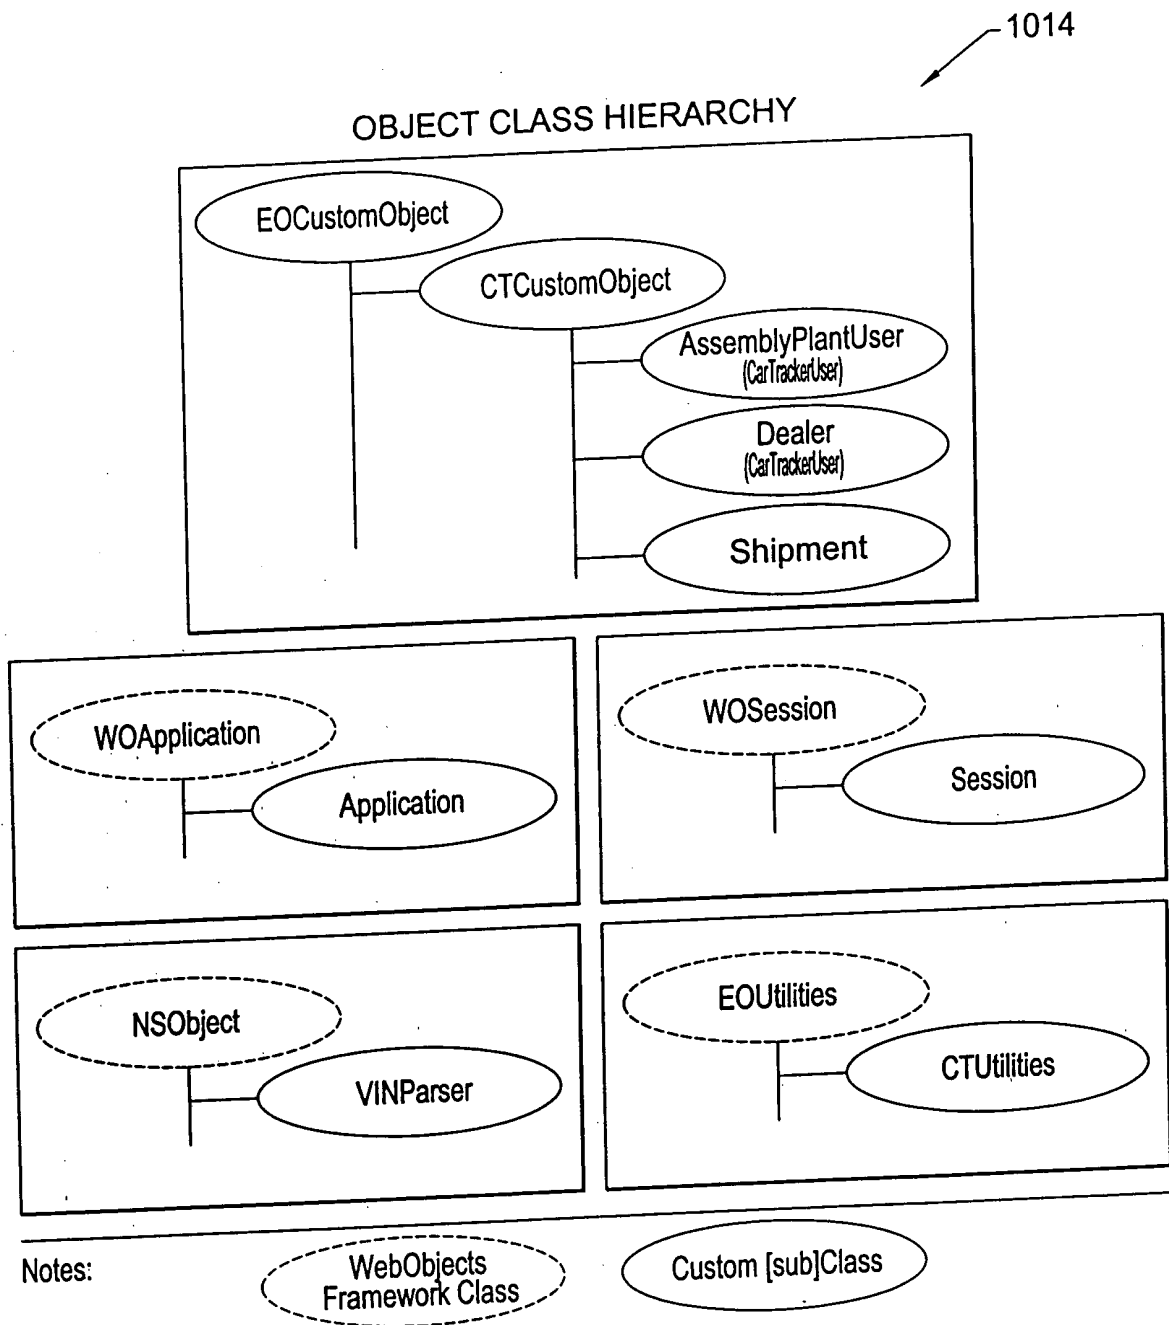 1014
OBJECT CLASS HIERARCHY
EOCustomObject
CTCustomObject
AssemblyPlantUser
(CarTrackerUser)
Dealer
(CarTrackerUser)
Shipment
WOApplication
Application
WOSession
Session
NSObject
VINParser
EOUtilities
CTUtilities
Notes:
WebObjects
Framework Class
Custom [sub]Class